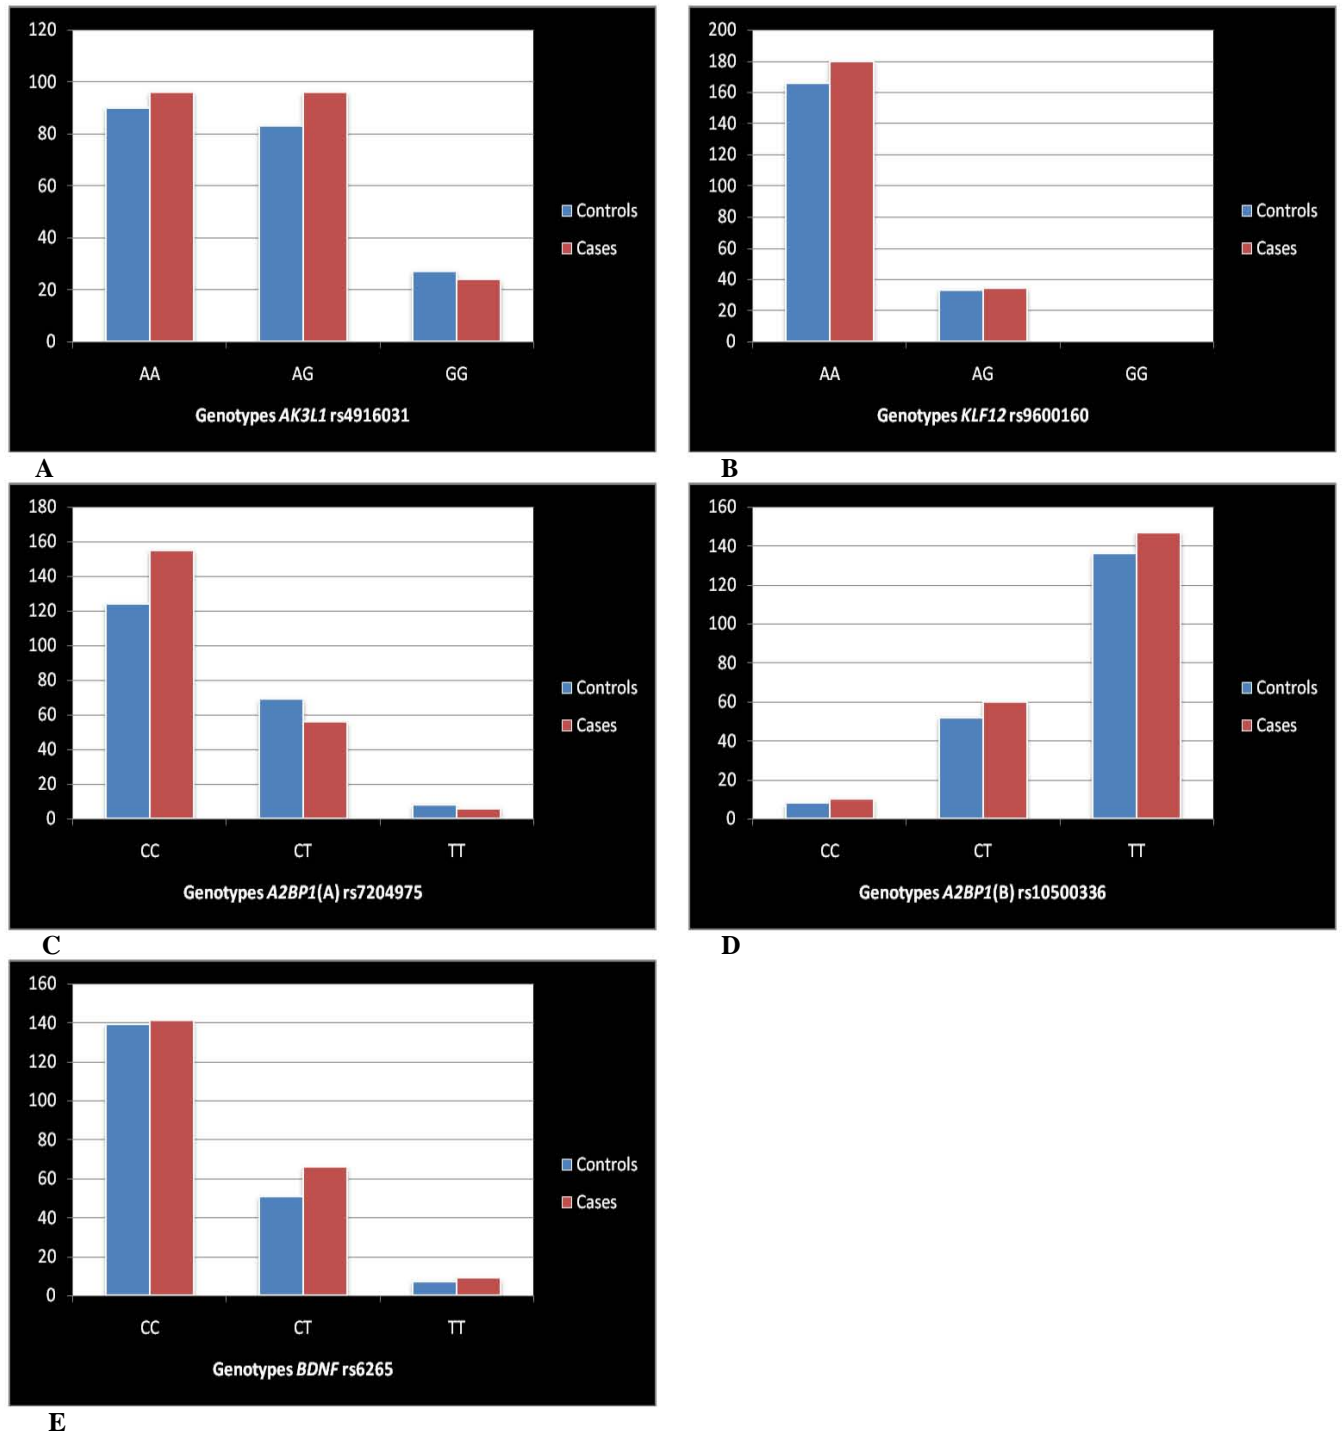 120
100
80
60
40
20
0
AA AG GG
Genotypes AK3L1 rs4916031
Controls
Cases
A
200
180
160
140
120
100
80
60
40
20
0
AA AG GG
Genotypes KLF12 rs9600160
Controls
Cases
B
180
160
140
120
100
80
60
40
20
0
CC CT TT
Genotypes A2BP1(A) rs7204975
Controls
Cases
C
160
140
120
100
80
60
40
20
0
CC CT TT
Genotypes A2BP1(B) rs10500336
Controls
Cases
D
160
140
120
100
80
60
40
20
0
CC CT TT
Genotypes BDNF rs6265
Controls
Cases
E